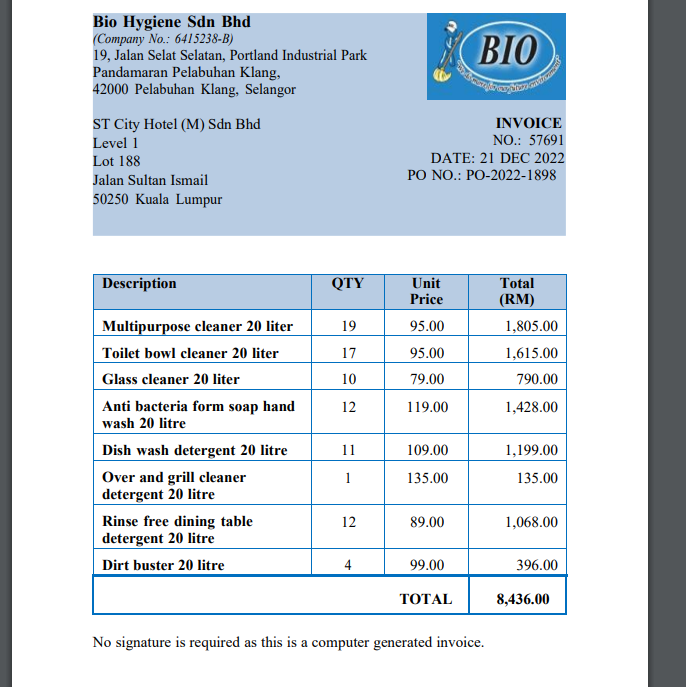 Bio Hygiene Sdn Bhd
(Company No.: 6415238-B)
19, Jalan Selat Selatan, Portland Industrial Park
Pandamaran Pelabuhan Klang,
42000 Pelabuhan Klang, Selangor
BIO
ST City Hotel (M) Sdn Bhd
Level 1
Lot 188
Jalan Sultan Ismail
50250 Kuala Lumpur
INVOICE
NO.: 57691
DATE: 21 DEC 2022
PO NO.: PO-2022-1898
Description QTY Unit Price Total (RM)
Multipurpose cleaner 20 liter 19 95.00 1,805.00
Toilet bowl cleaner 20 liter 17 95.00 1,615.00
Glass cleaner 20 liter 10 79.00 790.00
Anti bacteria form soap hand 12 119.00 1,428.00
wash 20 litre
Dish wash detergent 20 litre 11 109.00 1,199.00
Over and grill cleaner 1 135.00 135.00
detergent 20 litre
Rinse free dining table 12 89.00 1,068.00
detergent 20 litre
Dirt buster 20 litre 4 99.00 396.00
TOTAL 8,436.00
No signature is required as this is a computer generated invoice.